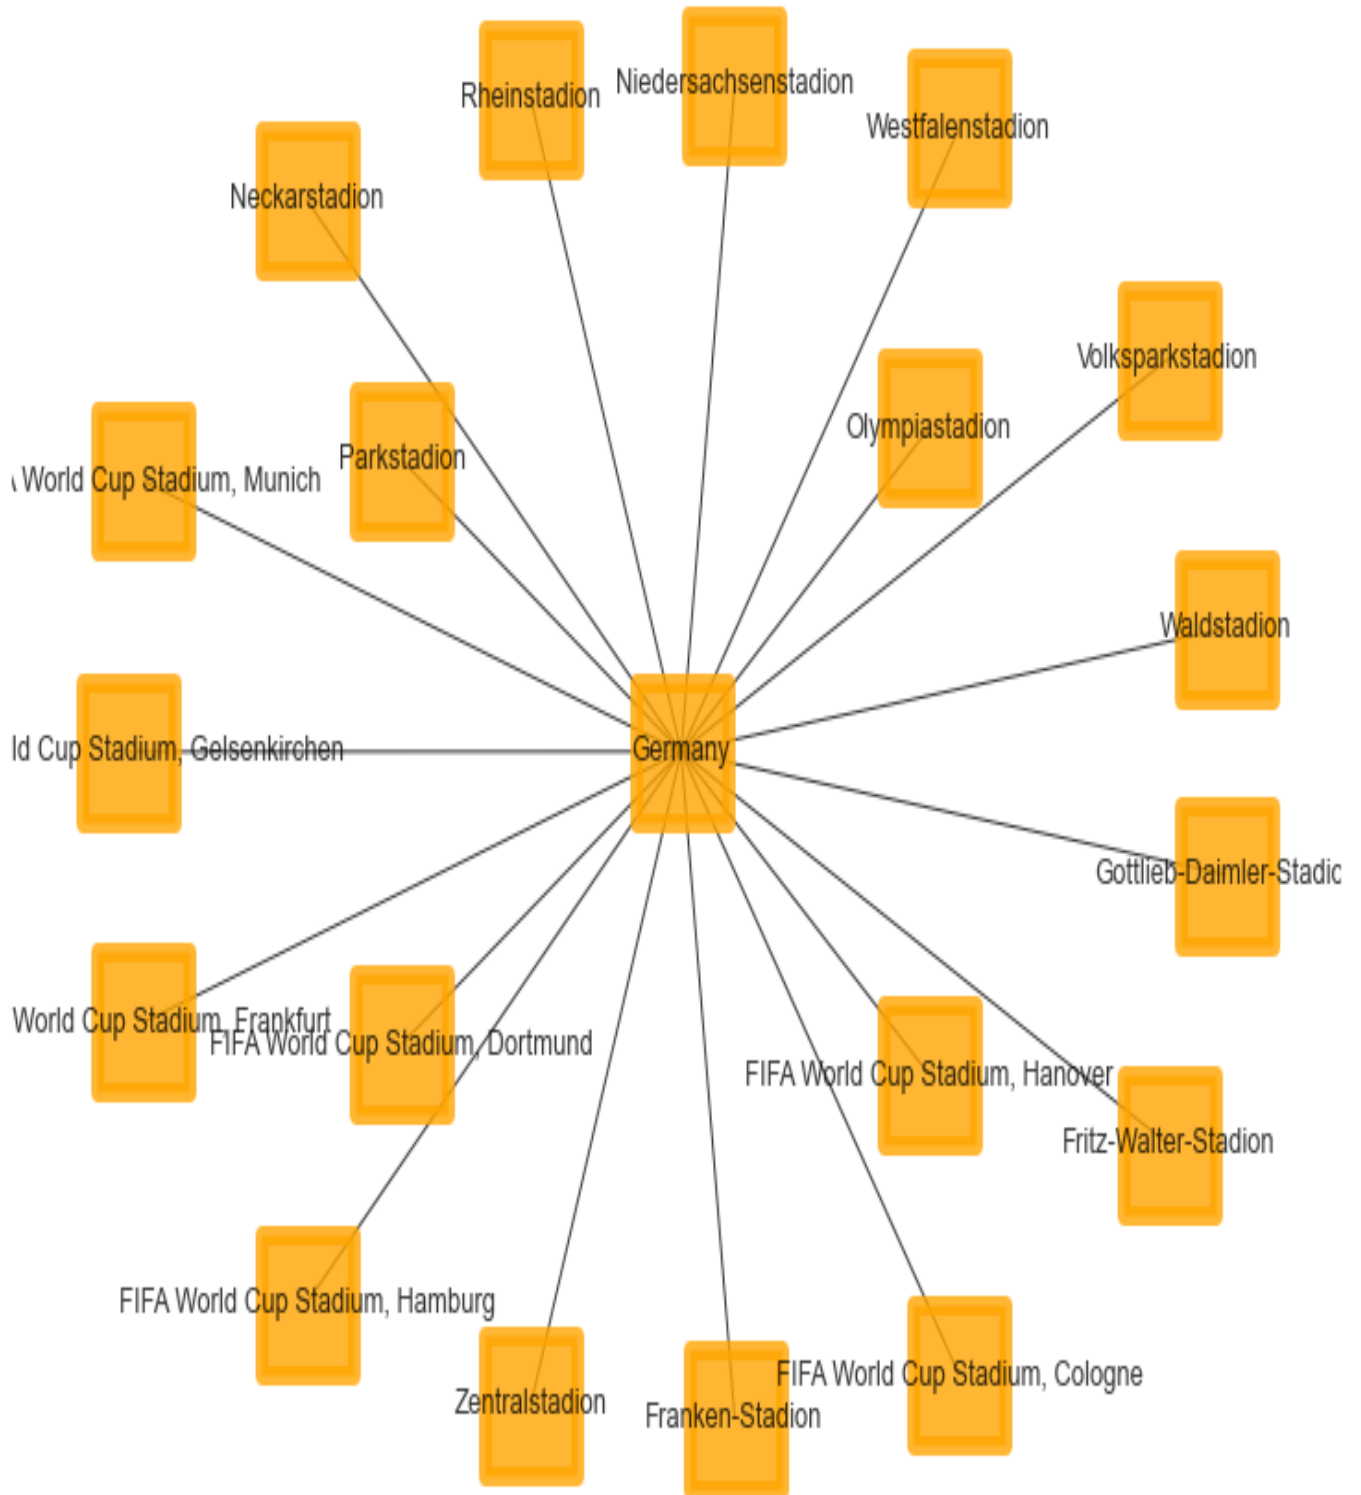 Niedersachsenstadion
Rheinstadion
Westfalenstadion
Neckarstadion
Volksparkstadion
Olympiastadion
Parkstadion
World Cup Stadium, Munich
Waldstadion
ld Cup Stadium, Gelsenkirchen
Germany
Gottlieb-Daimler-Stadio
World Cup Stadium, Frankfurt
FIFA World Cup Stadium, Dortmund
FIFA World Cup Stadium, Hanover
Fritz-Walter-Stadion
FIFA World Cup Stadium, Hamburg
FIFA World Cup Stadium, Cologne
Zentralstadion
Franken-Stadion